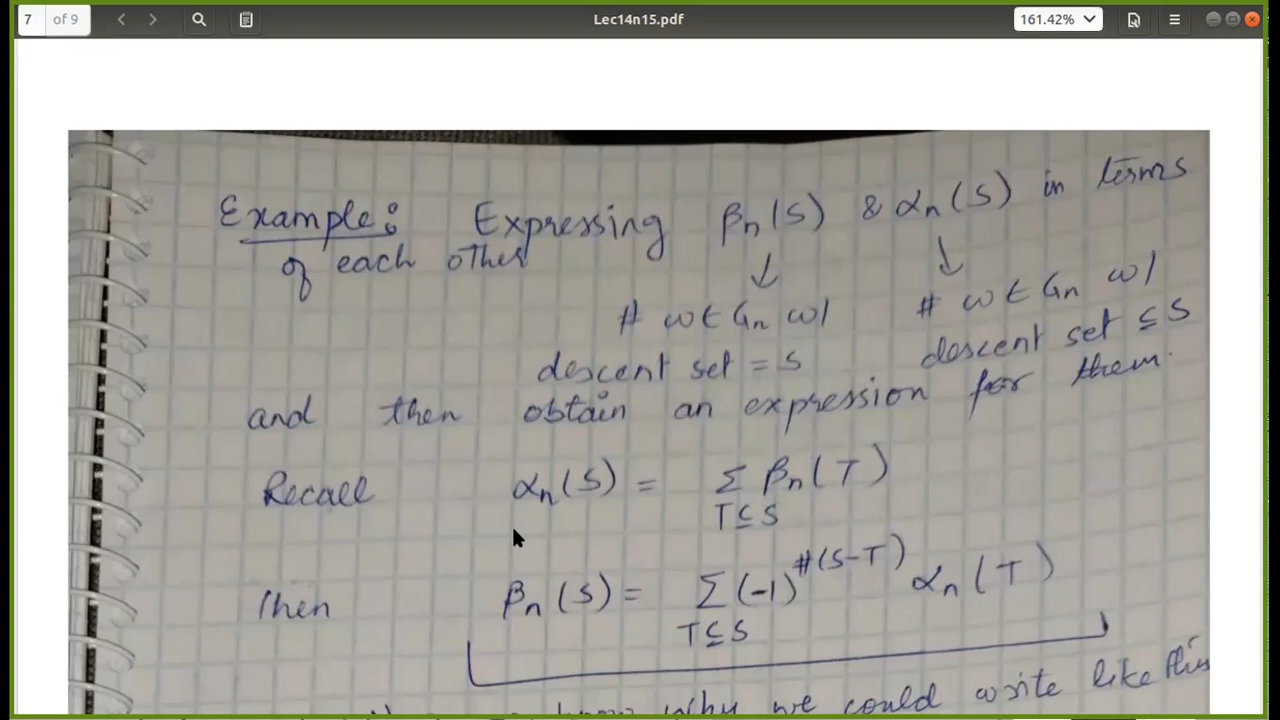 7 of 9 Lec14n15.pdf 161.42%
Example: Expressing βₙ(S) & αₙ(S) in terms
of each other
# ω ∈ Gₙ w/ # ω ∈ Gₙ w/
descent set = S descent set ⊆ S
and then obtain an expression for them.
Recall αₙ(S) = Σ βₙ(T)
T⊆S
Then βₙ(S) = Σ (-1)^#(S-T) αₙ(T)
T⊆S
know why we could write like this